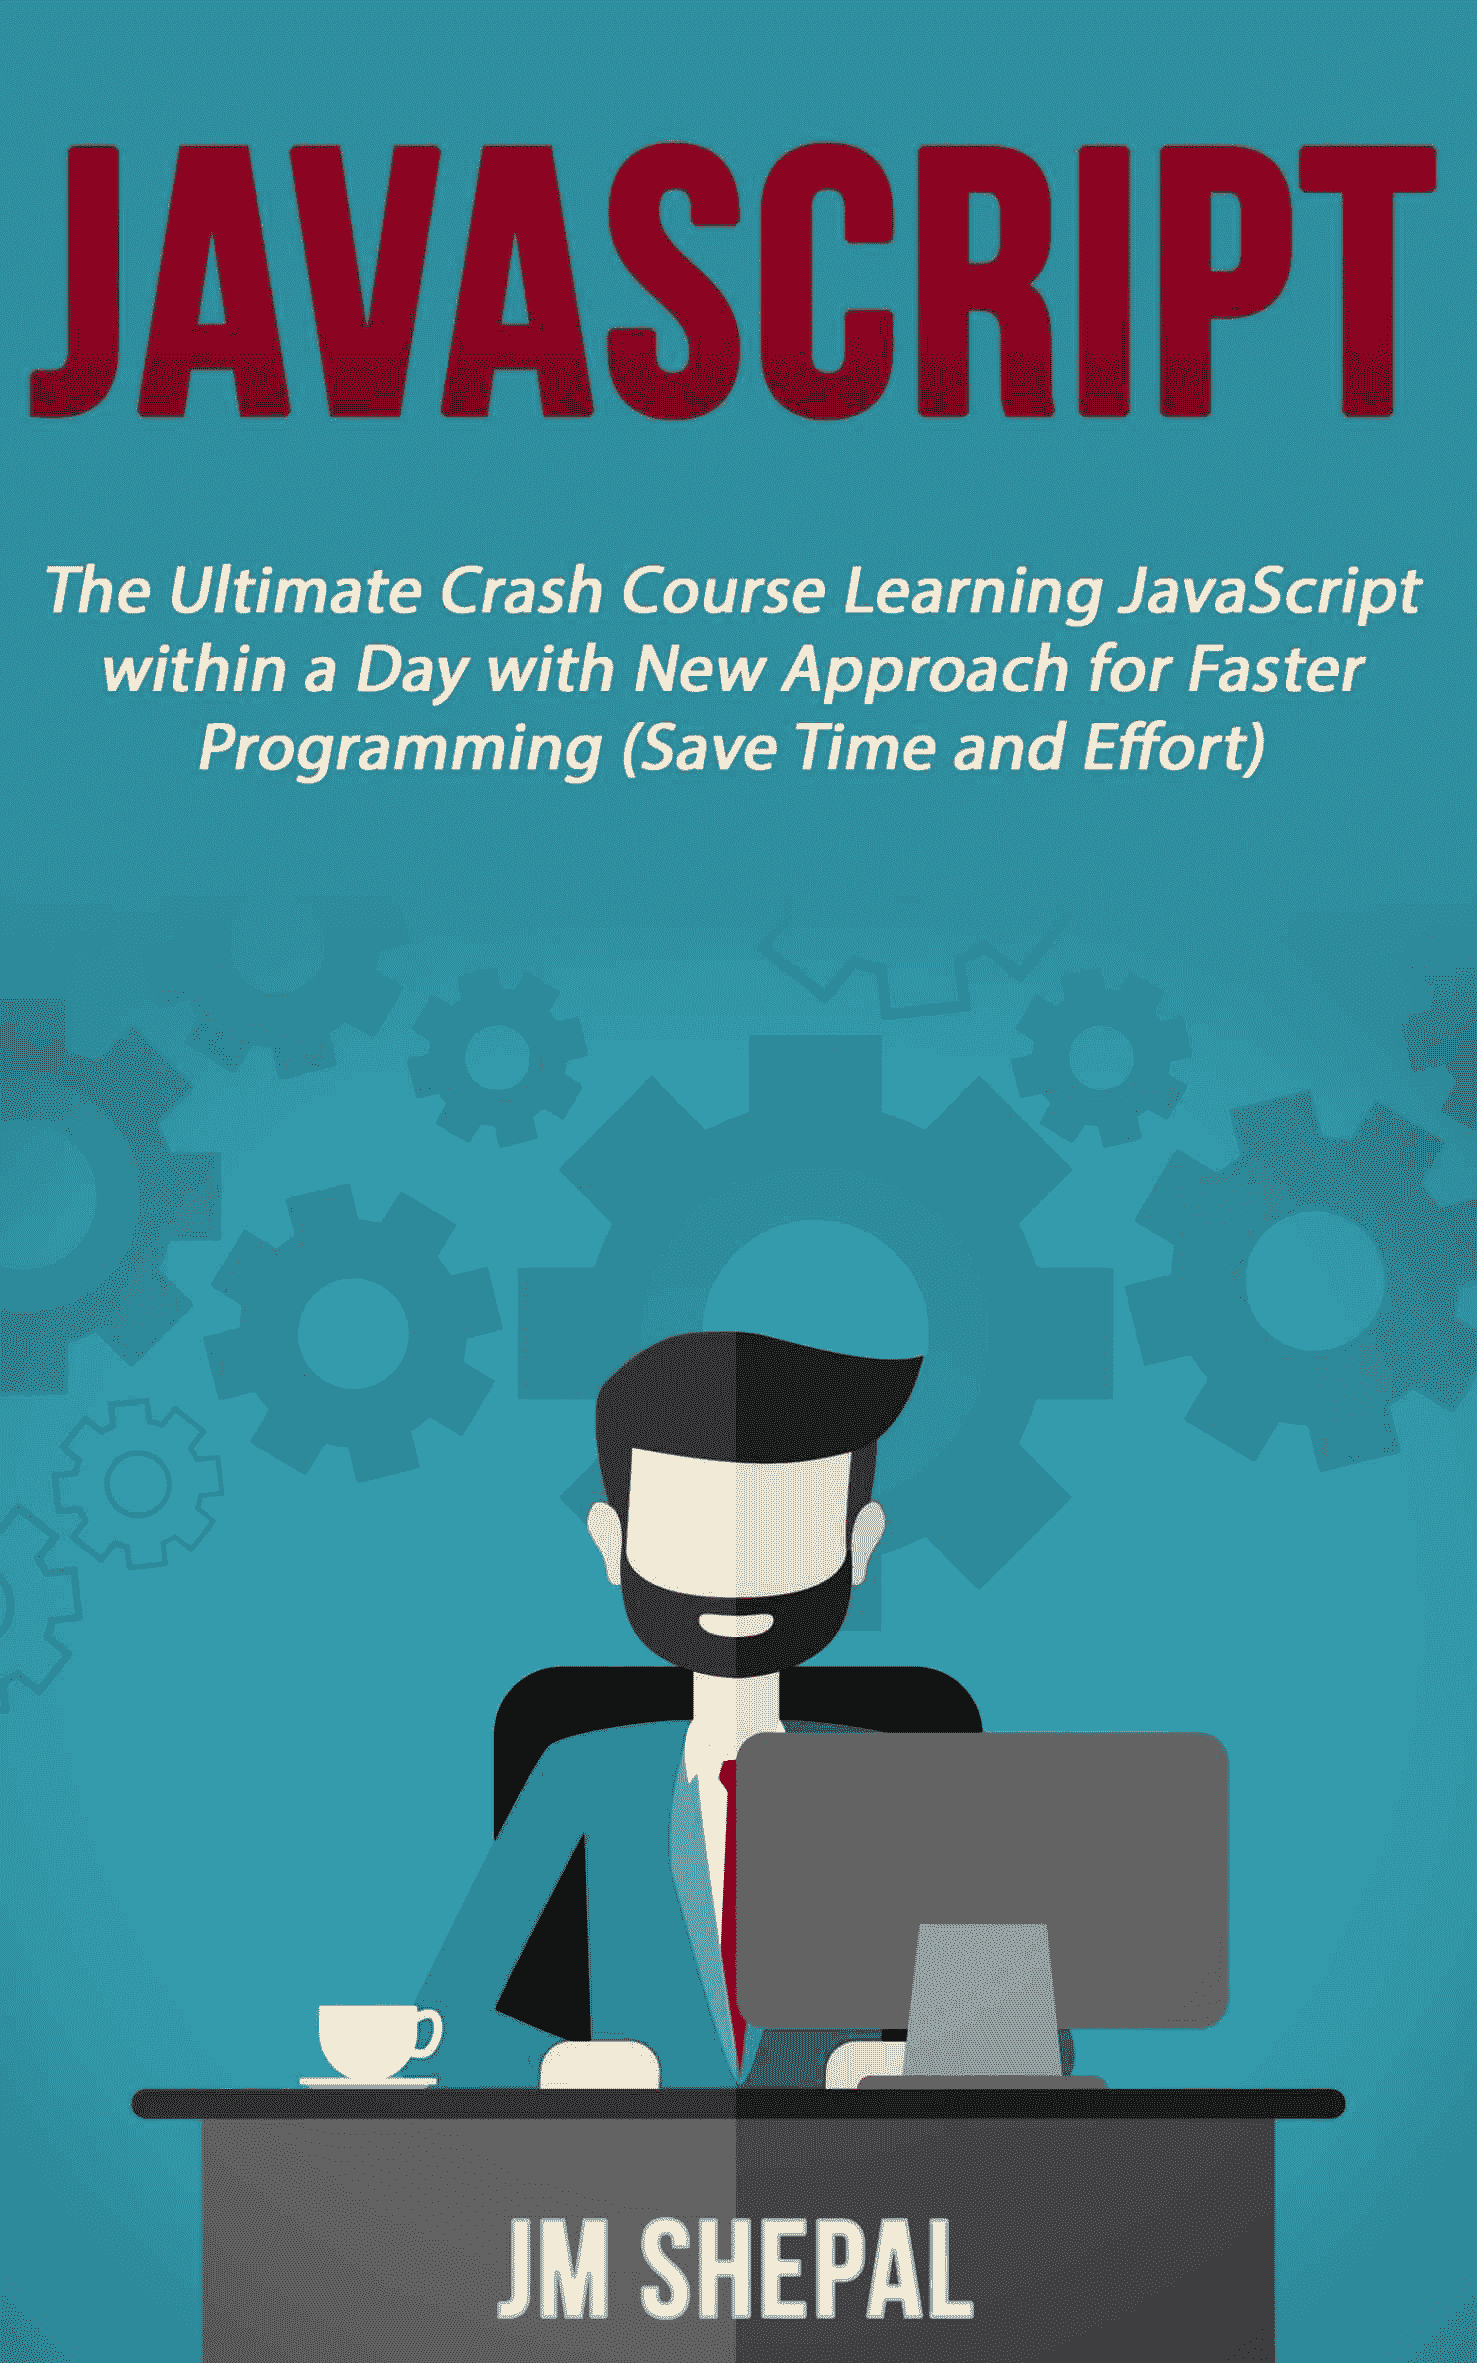 JAVASCRIPT
The Ultimate Crash Course Learning JavaScript
within a Day with New Approach for Faster
Programming (Save Time and Effort)
JM SHEPAL